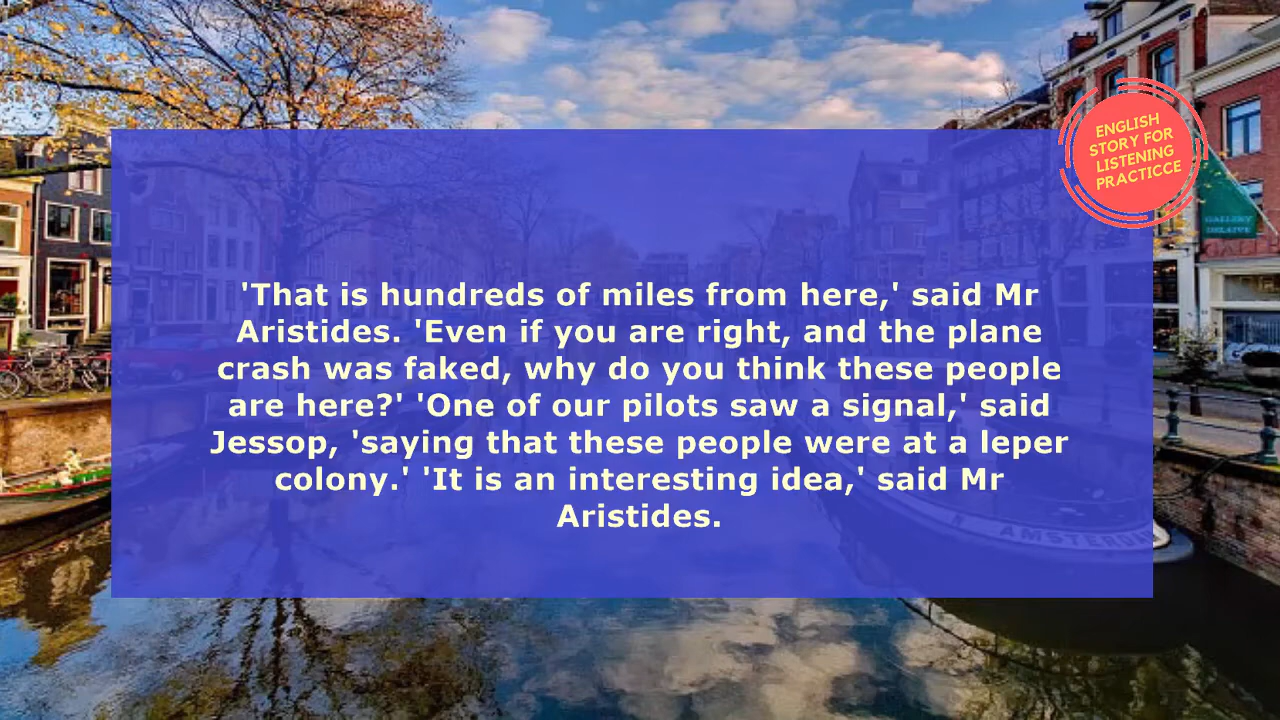 ENGLISH
STORY FOR
LISTENING
PRACTICCE
GALLERY
DELAIVE
'That is hundreds of miles from here,' said Mr
Aristides. 'Even if you are right, and the plane
crash was faked, why do you think these people
are here?' 'One of our pilots saw a signal,' said
Jessop, 'saying that these people were at a leper
colony.' 'It is an interesting idea,' said Mr
Aristides.
AMSTERDAM